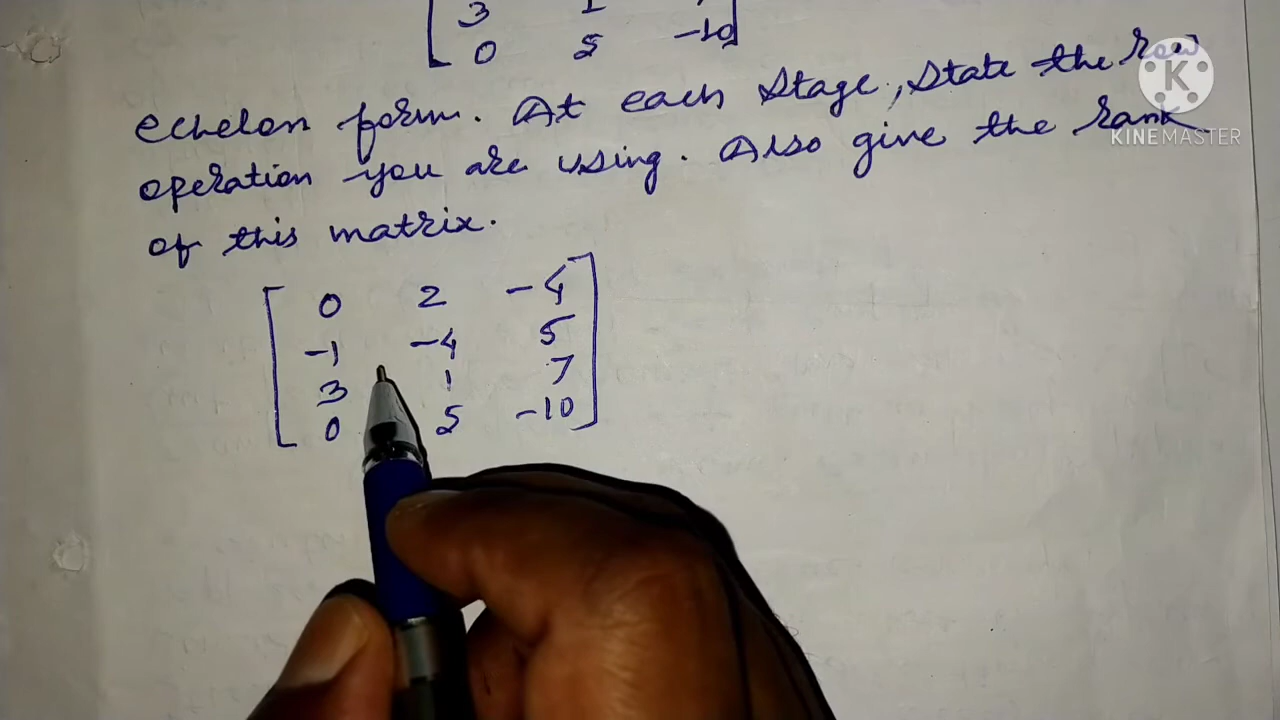 3 1 7
0 5 -10
echelon form. At each stage, state the row
operation you are using. Also give the rank
of this matrix.
0 2 -4
-1 -4 5
3 1 7
0 5 -10
K
KINEMASTER